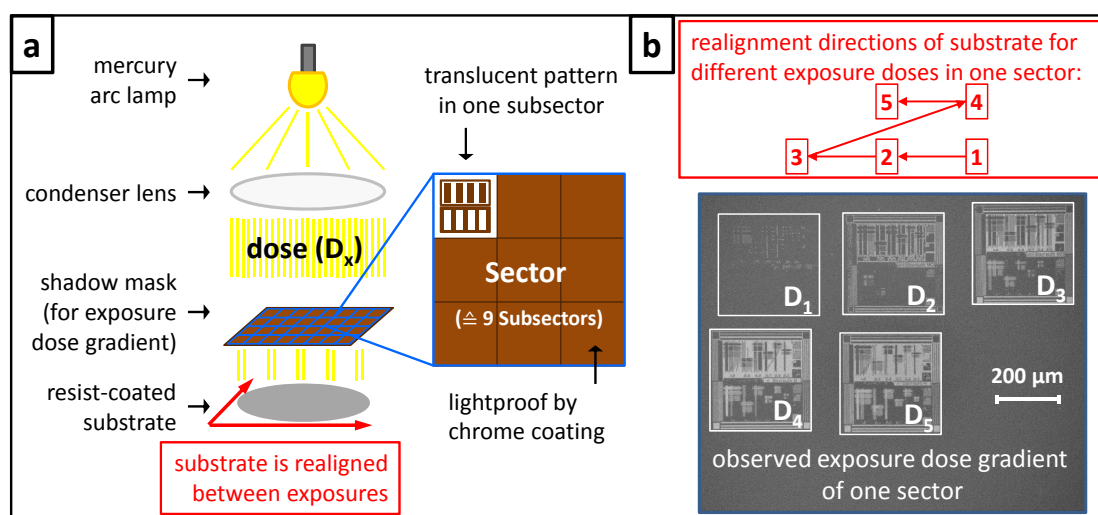 a
mercury
arc lamp
condenser lens
dose (Dx)
shadow mask
(for exposure
dose gradient)
resist-coated
substrate
substrate is realigned
between exposures
translucent pattern
in one subsector
Sector
(≙ 9 Subsectors)
lightproof by
chrome coating
b
realignment directions of substrate for
different exposure doses in one sector:
5 4
3 2 1
D1 D2 D3
D4 D5
200 µm
observed exposure dose gradient
of one sector